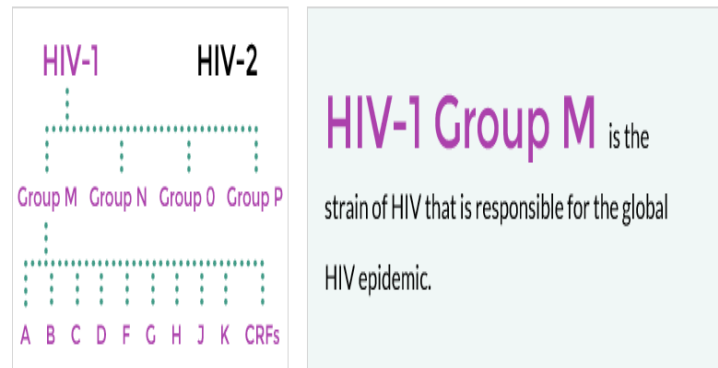 HIV-1 HIV-2
Group M Group N Group O Group P
A B C D F G H J K CRFs
HIV-1 Group M is the
strain of HIV that is responsible for the global
HIV epidemic.